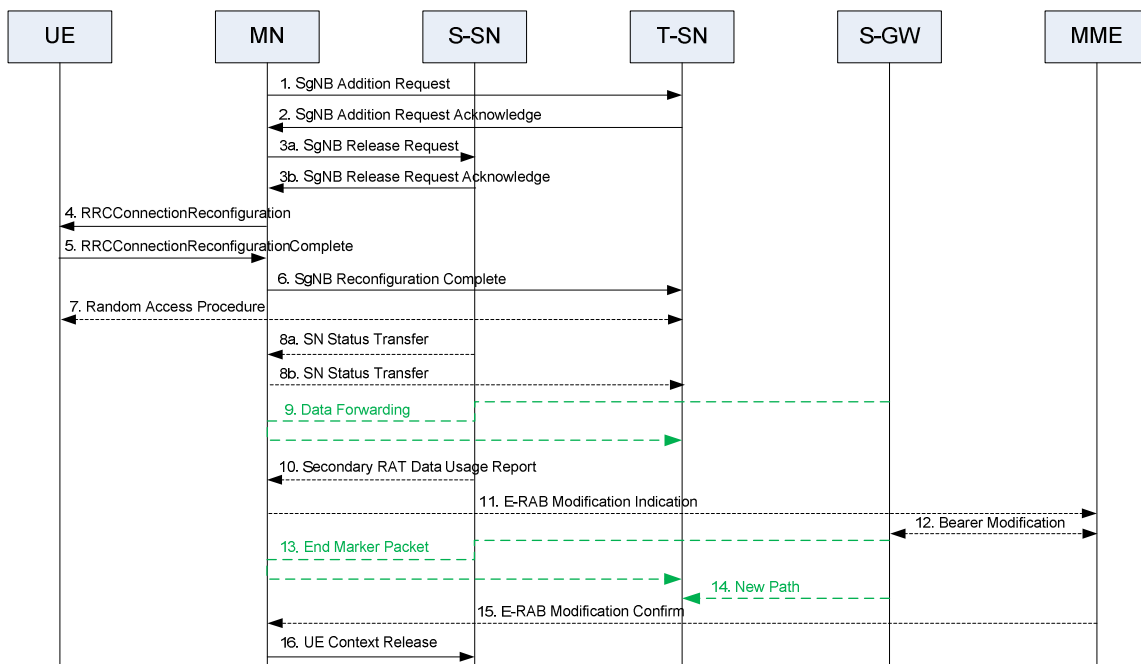 UE
MN
S-SN
T-SN
S-GW
MME
1. SgNB Addition Request
2. SgNB Addition Request Acknowledge
3a. SgNB Release Request
3b. SgNB Release Request Acknowledge
4. RRCConnectionReconfiguration
5. RRCConnectionReconfigurationComplete
6. SgNB Reconfiguration Complete
7. Random Access Procedure
8a. SN Status Transfer
8b. SN Status Transfer
9. Data Forwarding
10. Secondary RAT Data Usage Report
11. E-RAB Modification Indication
12. Bearer Modification
13. End Marker Packet
14. New Path
15. E-RAB Modification Confirm
16. UE Context Release